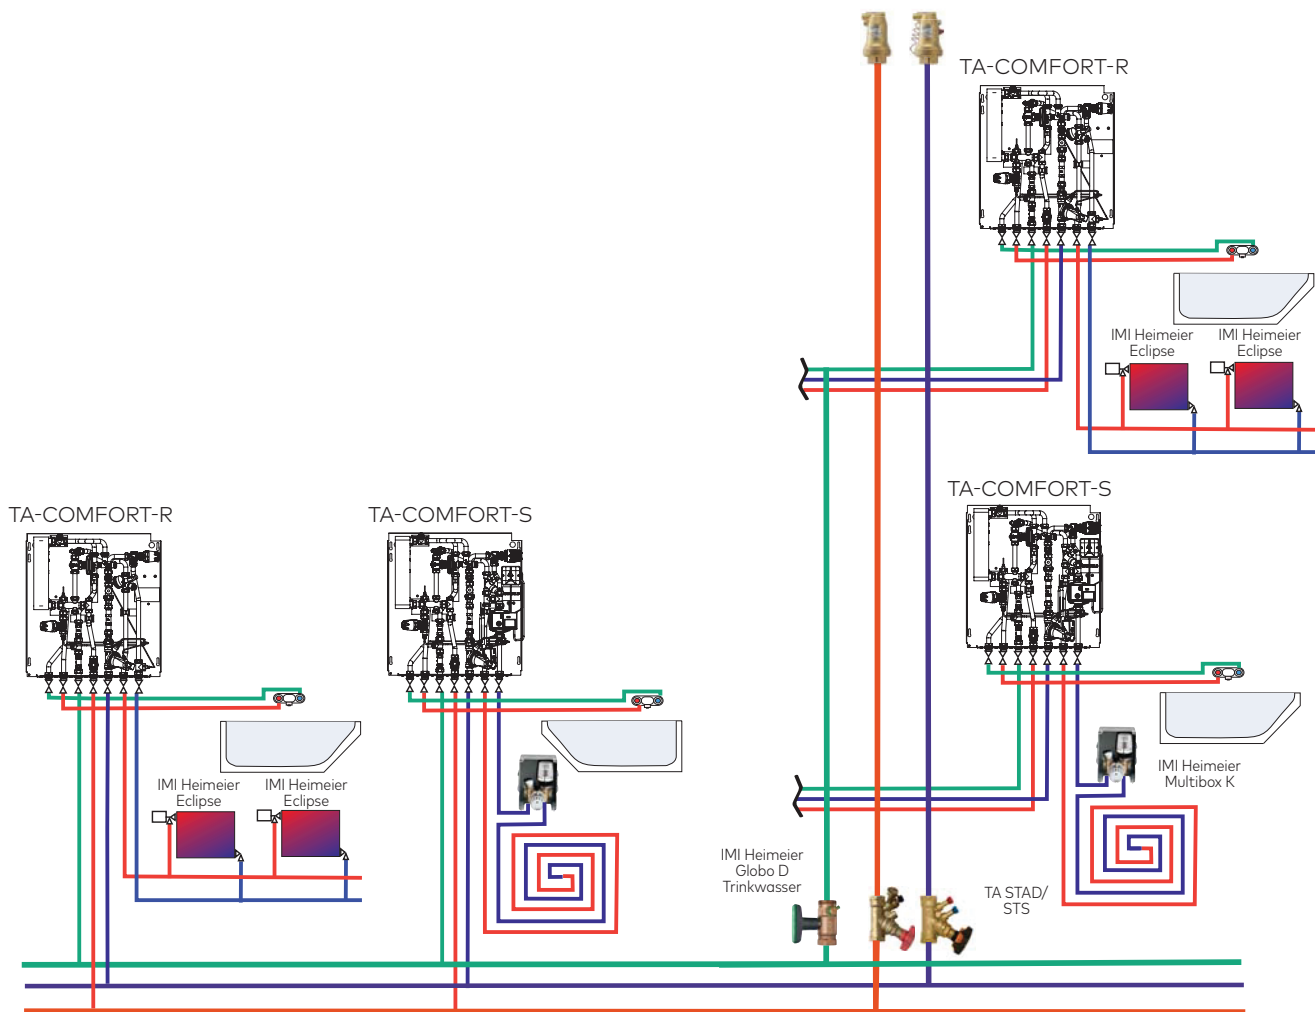 TA-COMFORT-R
IMI Heimeier
Eclipse
IMI Heimeier
Eclipse
TA-COMFORT-R
TA-COMFORT-S
TA-COMFORT-S
IMI Heimeier
Eclipse
IMI Heimeier
Eclipse
IMI Heimeier
Multibox K
IMI Heimeier
Globo D
Trinkwasser
TA STAD/
STS